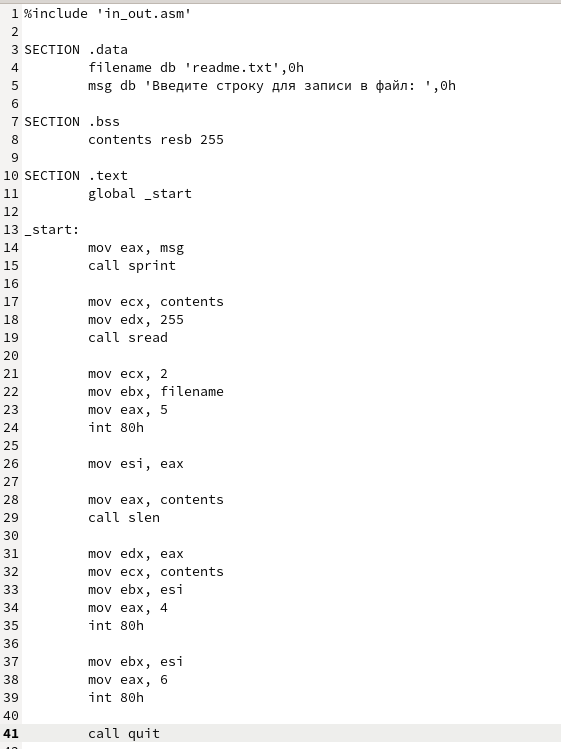 1 %include 'in_out.asm'
2
3 SECTION .data
4 filename db 'readme.txt',0h
5 msg db 'Введите строку для записи в файл: ',0h
6
7 SECTION .bss
8 contents resb 255
9
10 SECTION .text
11 global _start
12
13 _start:
14 mov eax, msg
15 call sprint
16
17 mov ecx, contents
18 mov edx, 255
19 call sread
20
21 mov ecx, 2
22 mov ebx, filename
23 mov eax, 5
24 int 80h
25
26 mov esi, eax
27
28 mov eax, contents
29 call slen
30
31 mov edx, eax
32 mov ecx, contents
33 mov ebx, esi
34 mov eax, 4
35 int 80h
36
37 mov ebx, esi
38 mov eax, 6
39 int 80h
40
41 call quit